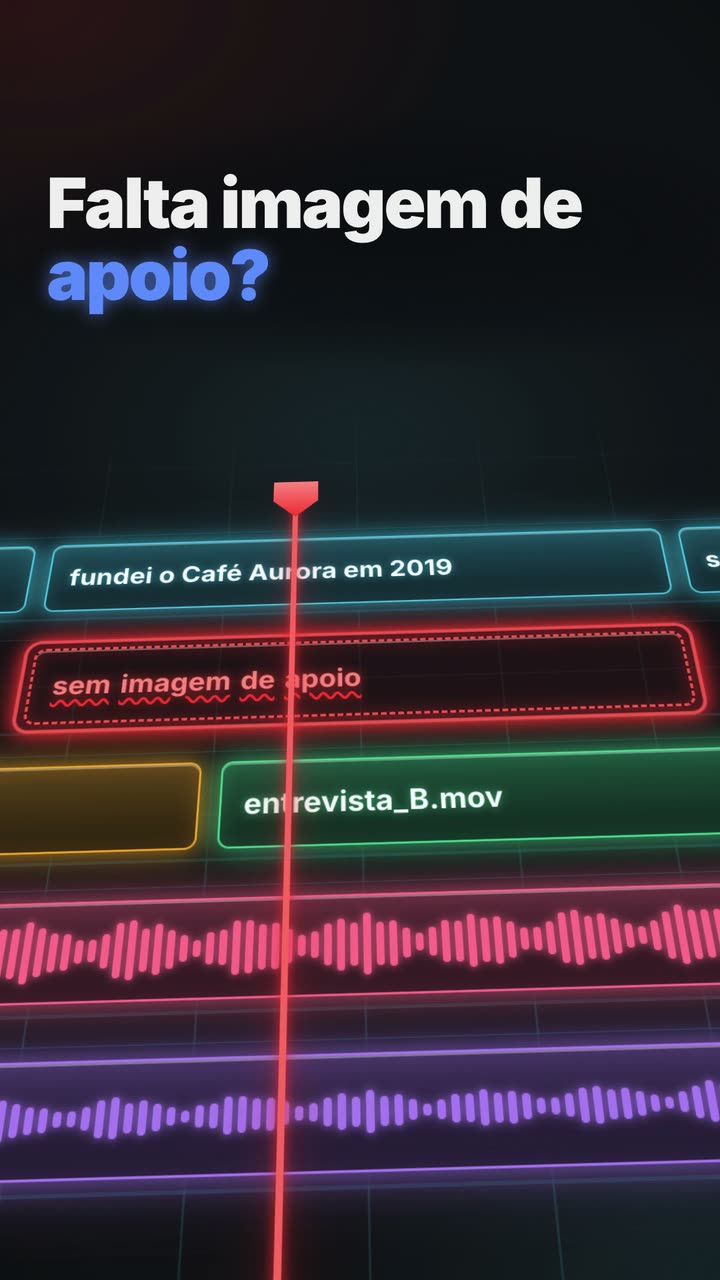 Falta imagem de
apoio?
fundei o Café Aurora em 2019
s
sem imagem de apoio
entrevista_B.mov